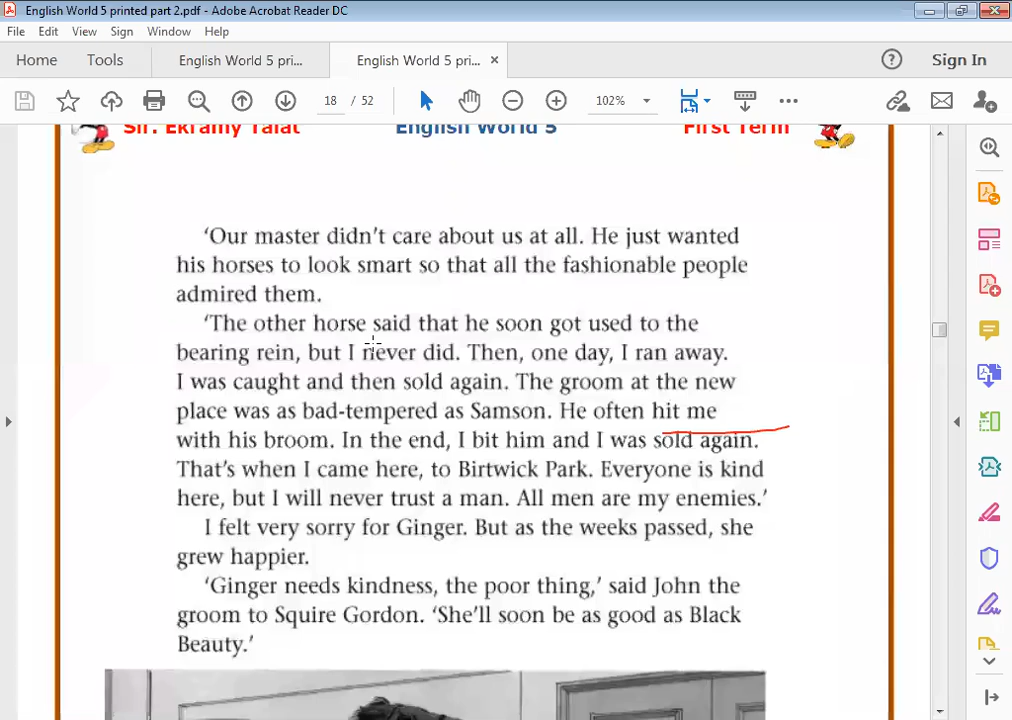 English World 5 printed part 2.pdf - Adobe Acrobat Reader DC
File Edit View Sign Window Help
Home Tools English World 5 pri... English World 5 pri... × Sign In
18 / 52 102%
Sir. Ekramy Talat English World 5 First Term
‘Our master didn’t care about us at all. He just wanted
his horses to look smart so that all the fashionable people
admired them.
‘The other horse said that he soon got used to the
bearing rein, but I never did. Then, one day, I ran away.
I was caught and then sold again. The groom at the new
place was as bad-tempered as Samson. He often hit me
with his broom. In the end, I bit him and I was sold again.
That’s when I came here, to Birtwick Park. Everyone is kind
here, but I will never trust a man. All men are my enemies.’
I felt very sorry for Ginger. But as the weeks passed, she
grew happier.
‘Ginger needs kindness, the poor thing,’ said John the
groom to Squire Gordon. ‘She’ll soon be as good as Black
Beauty.’